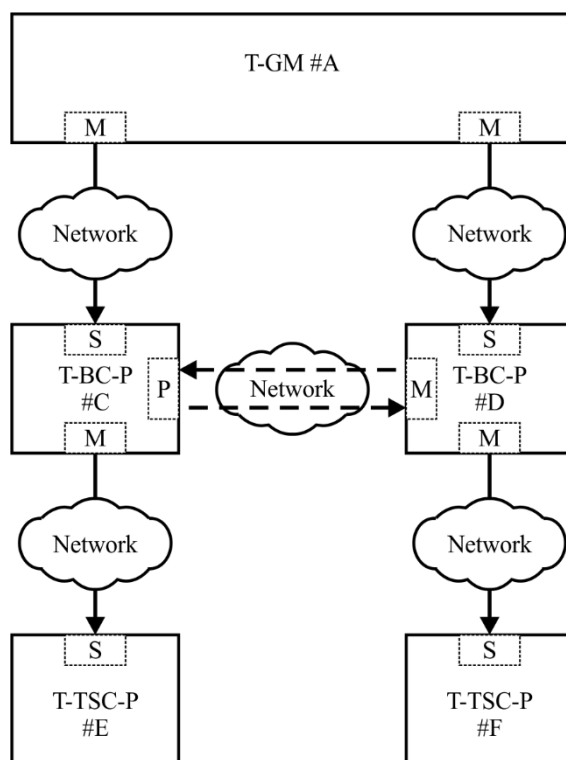 T-GM #A
M
M
Network
Network
S
S
T-BC-P
#C
P
M
Network
M
T-BC-P
#D
M
Network
Network
S
S
T-TSC-P
#E
T-TSC-P
#F